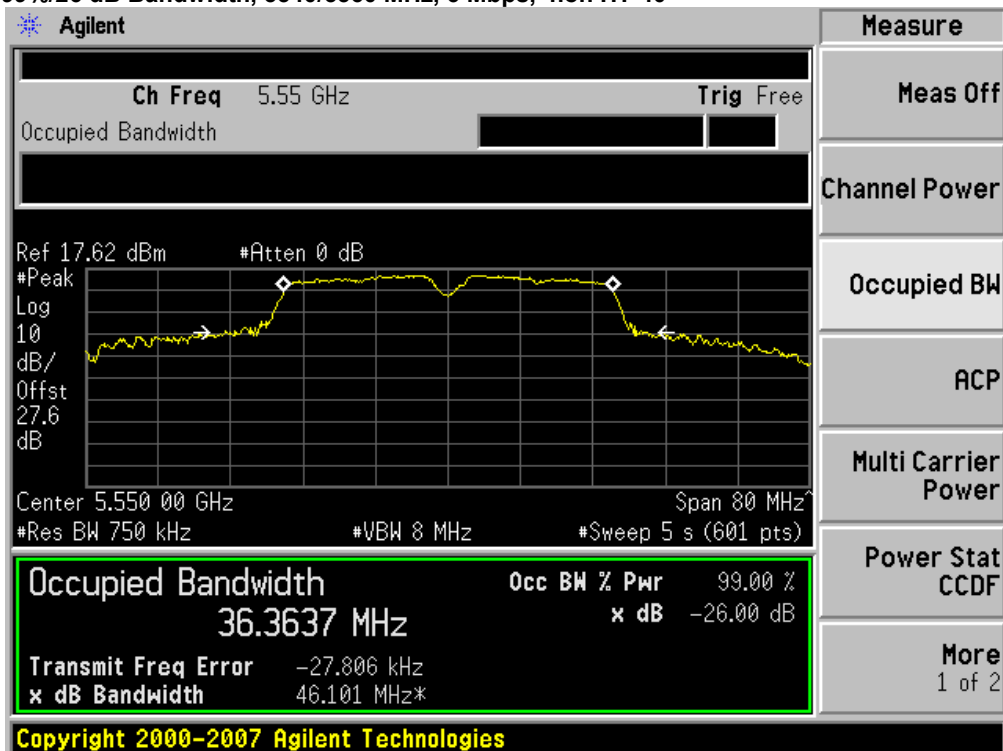 Agilent
Measure
Ch Freq 5.55 GHz Trig Free
Occupied Bandwidth
Meas Off
Channel Power
Occupied BW
ACP
Multi Carrier
Power
Power Stat
CCDF
More
1 of 2
Ref 17.62 dBm #Atten 0 dB
#Peak
Log
10
dB/
Offst
27.6
dB
Center 5.550 00 GHz Span 80 MHz^
#Res BW 750 kHz #VBW 8 MHz #Sweep 5 s (601 pts)
Occupied Bandwidth Occ BW % Pwr 99.00 %
36.3637 MHz x dB -26.00 dB
Transmit Freq Error -27.806 kHz
x dB Bandwidth 46.101 MHz*
Copyright 2000-2007 Agilent Technologies